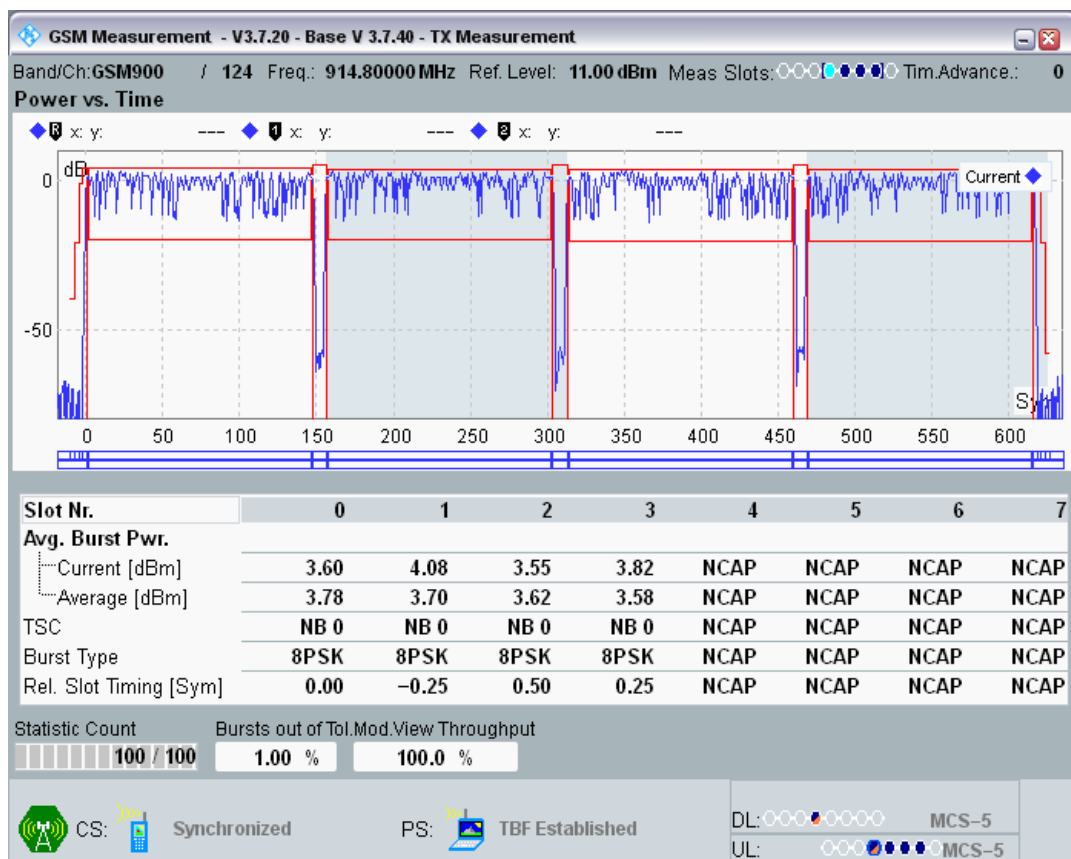 GSM Measurement - V3.7.20 - Base V 3.7.40 - TX Measurement
Band/Ch:GSM900 / 124 Freq.: 914.80000 MHz Ref. Level: 11.00 dBm Meas Slots: Tim.Advance.: 0
Power vs. Time
R x: y: --- 1 x: y: --- 2 x: y: ---
dB
Current
0
-50
0 50 100 150 200 250 300 350 400 450 500 550 600
Slot Nr. 0 1 2 3 4 5 6 7
Avg. Burst Pwr.
Current [dBm] 3.60 4.08 3.55 3.82 NCAP NCAP NCAP NCAP
Average [dBm] 3.78 3.70 3.62 3.58 NCAP NCAP NCAP NCAP
TSC NB 0 NB 0 NB 0 NB 0 NCAP NCAP NCAP NCAP
Burst Type 8PSK 8PSK 8PSK 8PSK NCAP NCAP NCAP NCAP
Rel. Slot Timing [Sym] 0.00 −0.25 0.50 0.25 NCAP NCAP NCAP NCAP
Statistic Count Bursts out of Tol.Mod.View Throughput
100 / 100 1.00 % 100.0 %
CS: Synchronized PS: TBF Established
DL: MCS−5
UL: MCS−5